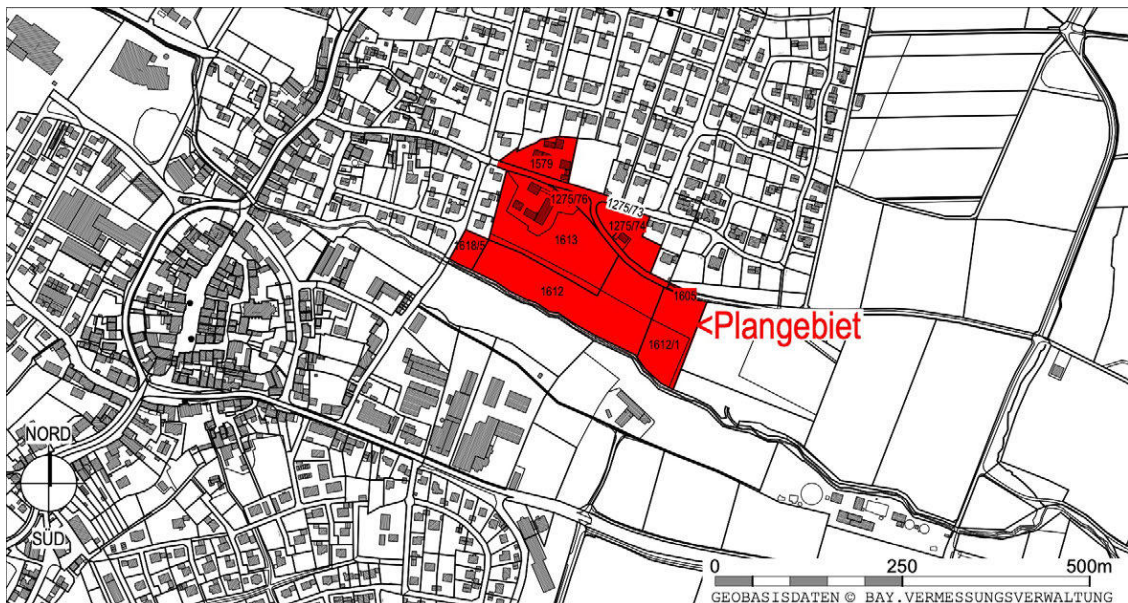 1579
1275/76
1275/73
1275/74
1618/5
1613
1612
1605
<Plangebiet
1612/1
NORD
SÜD
0 250 500m
GEOBASISDATEN © BAY.VERMESSUNGSVERWALTUNG